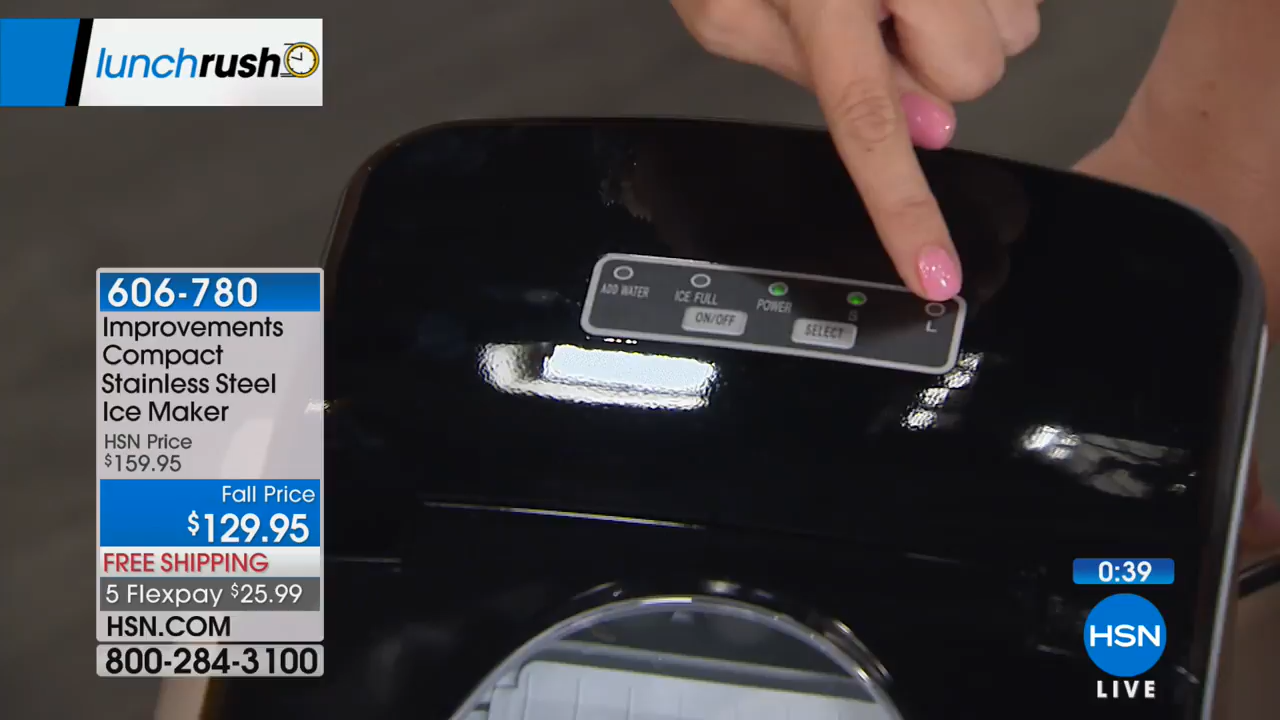 lunchrush
606-780
Improvements
Compact
Stainless Steel
Ice Maker
HSN Price
$159.95
Fall Price
$129.95
FREE SHIPPING
5 Flexpay $25.99
HSN.COM
800-284-3100
ADD WATER
ICE FULL
POWER
S
L
ON/OFF
SELECT
0:39
HSN
LIVE